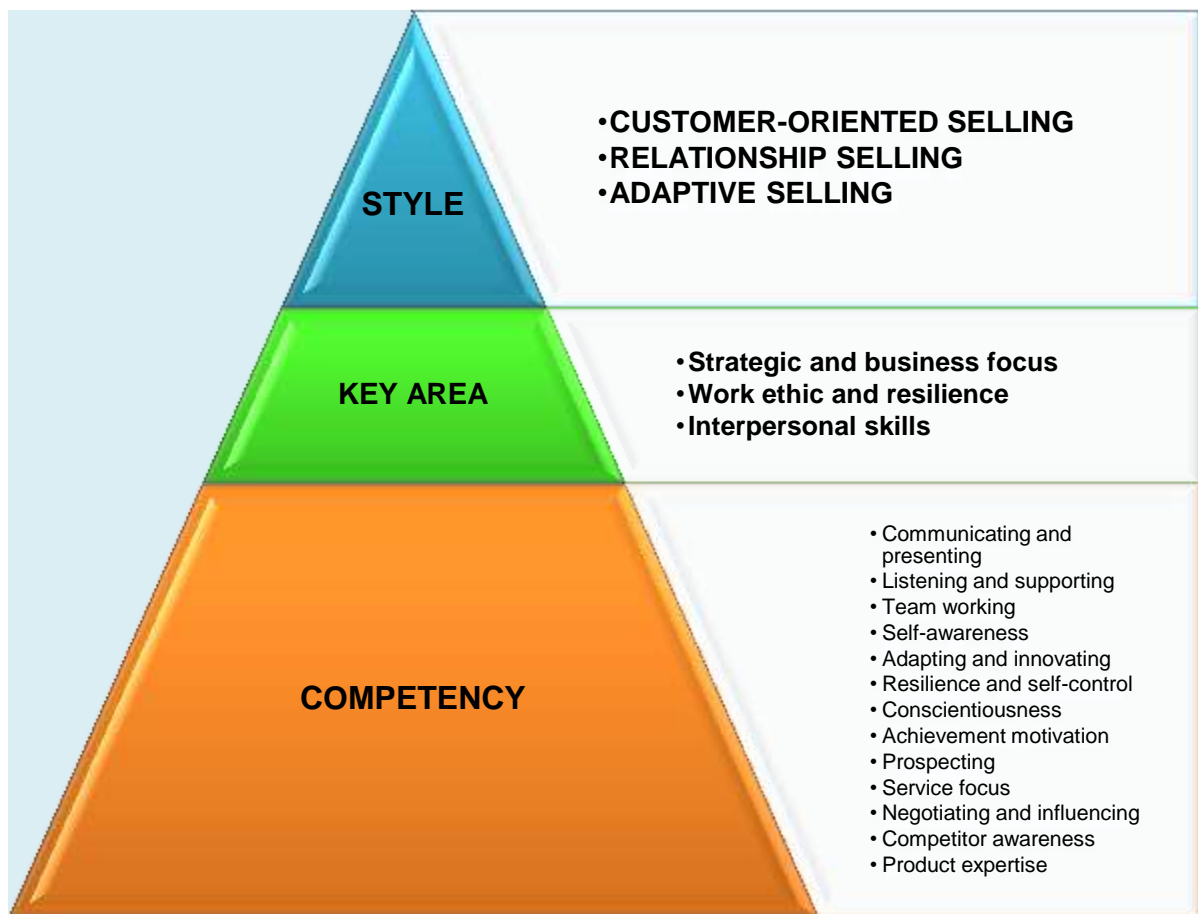 STYLE
•CUSTOMER-ORIENTED SELLING
•RELATIONSHIP SELLING
•ADAPTIVE SELLING
KEY AREA
•Strategic and business focus
•Work ethic and resilience
•Interpersonal skills
COMPETENCY
• Communicating and
presenting
• Listening and supporting
• Team working
• Self-awareness
• Adapting and innovating
• Resilience and self-control
• Conscientiousness
• Achievement motivation
• Prospecting
• Service focus
• Negotiating and influencing
• Competitor awareness
• Product expertise